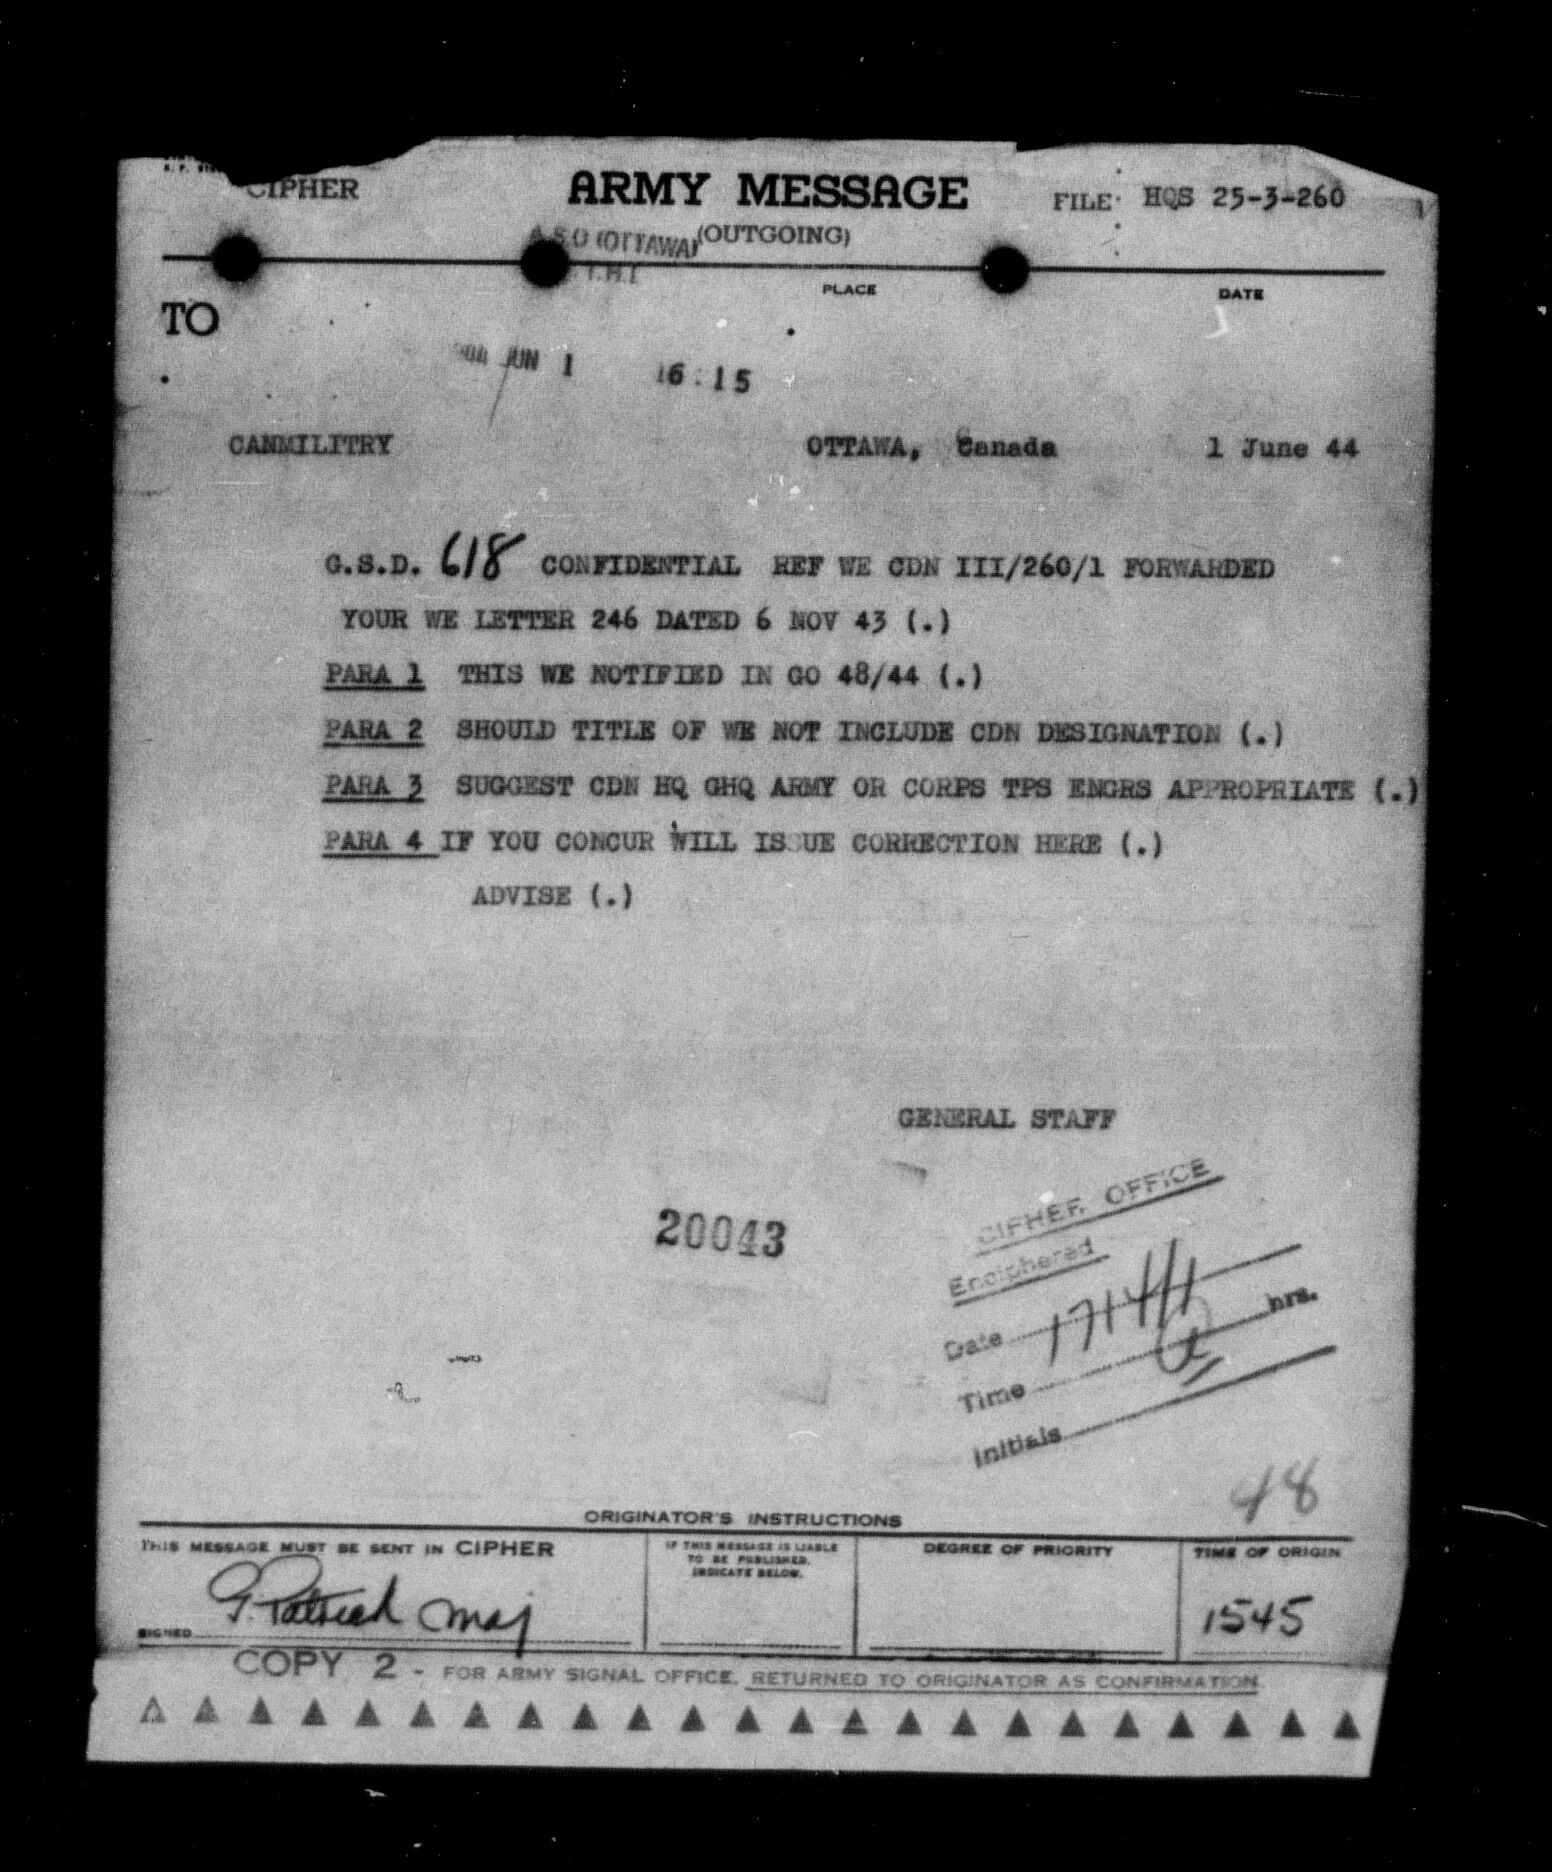 CIPHER
ARMY MESSAGE
FILE: HQS 25-3-260
A.S.O (OTTAWA)
(OUTGOING)
PLACE
DATE
TO
JUN 1 16:15
CANMILITRY
OTTAWA, Canada
1 June 44
G.S.D. 618 CONFIDENTIAL REF WE CDN III/260/1 FORWARDED
YOUR WE LETTER 246 DATED 6 NOV 43 (.)
PARA 1 THIS WE NOTIFIED IN GO 48/44 (.)
PARA 2 SHOULD TITLE OF WE NOT INCLUDE CDN DESIGNATION (.)
PARA 3 SUGGEST CDN HQ GHQ ARMY OR CORPS TPS ENGRS APPROPRIATE (.)
PARA 4 IF YOU CONCUR WILL ISSUE CORRECTION HERE (.)
ADVISE (.)
GENERAL STAFF
20043
CIPHER OFFICE
Enciphered
Date 1714/1
hrs.
Time
Initials
48
ORIGINATOR'S INSTRUCTIONS
THIS MESSAGE MUST BE SENT IN CIPHER
IF THIS MESSAGE IS LIABLE
TO BE PUBLISHED,
INDICATE BELOW.
DEGREE OF PRIORITY
TIME OF ORIGIN
SIGNED G. Patrick Maj
1545
COPY 2 - FOR ARMY SIGNAL OFFICE. RETURNED TO ORIGINATOR AS CONFIRMATION